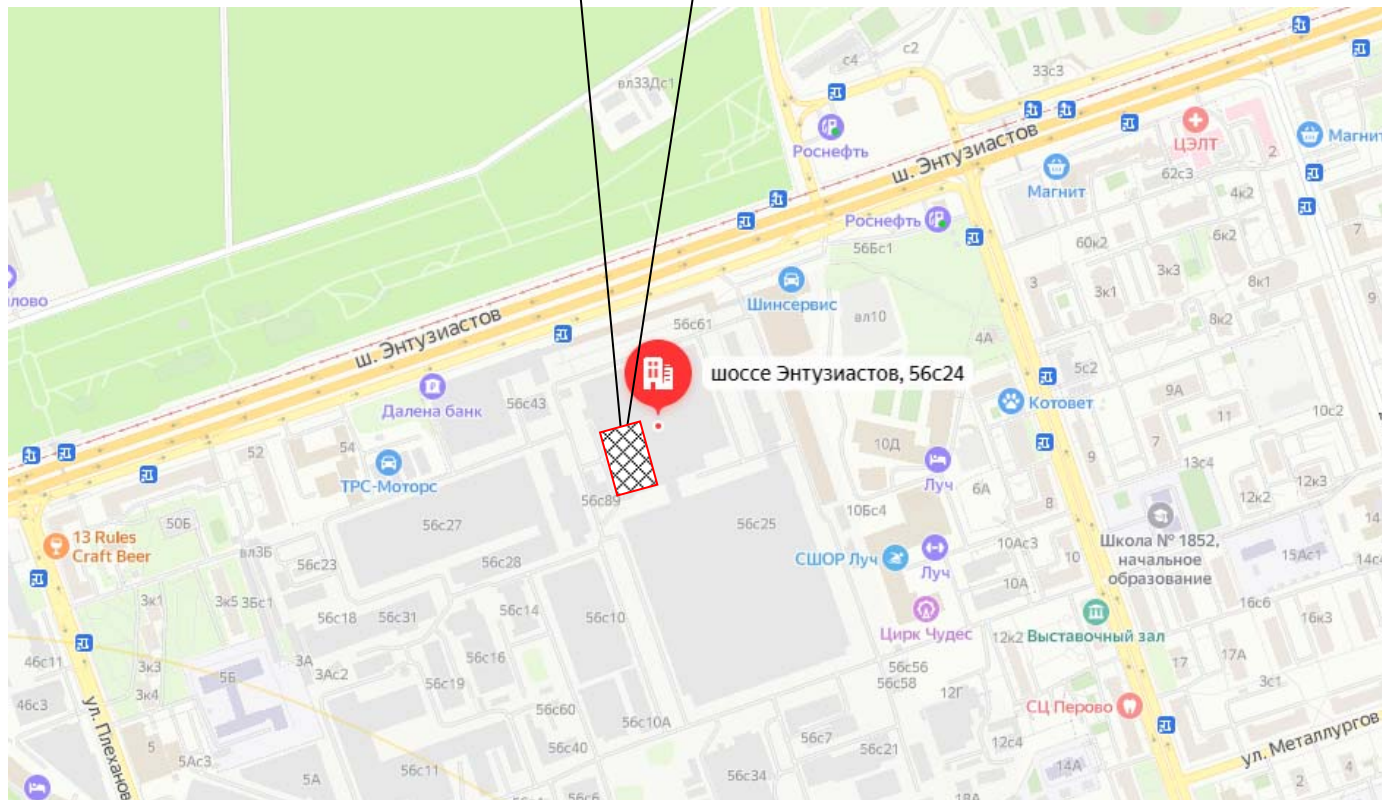 вл33Дс1
с4
с2
33с3
Роснефть
ш. Энтузиастов
ЦЭЛТ
2
Магнит
62с3
Магнит
4к2
Роснефть
56Бс1
60к2
6к2
7
3к3
3
3к1
8к1
9
Шинсервис
вл10
8к2
ш. Энтузиастов
56с61
4А
5с2
шоссе Энтузиастов, 56с24
Далена банк
56с43
Котовет
9А
11
10с2
52
54
10Д
7
9
13с4
ТРС-Моторс
Луч
6А
12к2
12к3
56с89
8
50Б
56с27
56с25
10Бс4
14
13 Rules
Craft Beer
вл3Б
56с23
56с28
СШОР Луч
Луч
10Ас3
10
Школа № 1852,
начальное
образование
15Ас1
14с
10А
3к1
3к5
3Бс1
56с18
56с31
56с14
56с10
16с6
16к3
Цирк Чудес
12к2
Выставочный зал
46с11
3к3
5Б
3А
3Ас2
56с16
56с19
56с56
56с58
12Г
17
17А
3с1
46с3
3к4
56с60
56с10А
СЦ Перово
ул. Плеханов
5
5Ас3
5А
56с11
56с40
56с7
56с21
12с4
14А
ул. Металлургов
56с34
2
4
56с6
18А